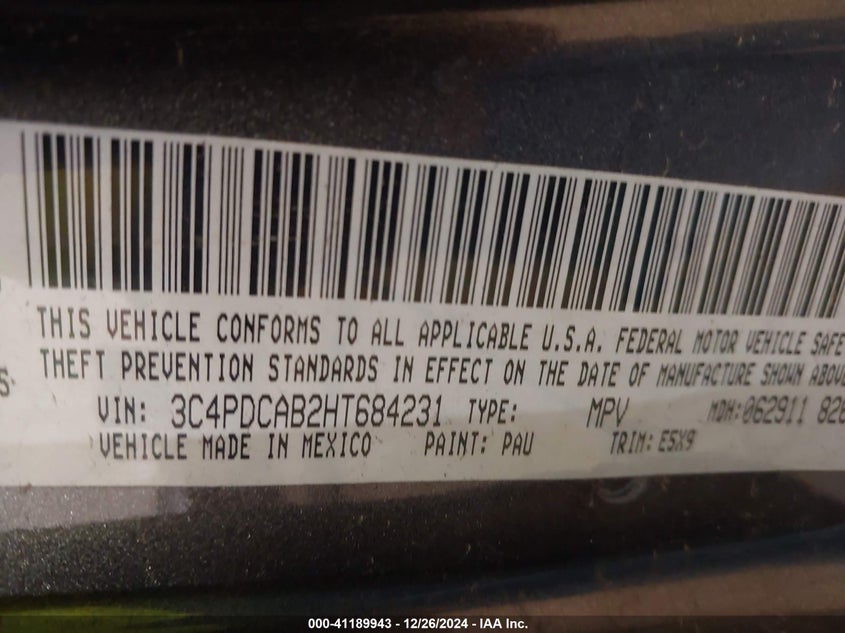 THIS VEHICLE CONFORMS TO ALL APPLICABLE U.S.A. FEDERAL MOTOR VEHICLE SAFE
THEFT PREVENTION STANDARDS IN EFFECT ON THE DATE OF MANUFACTURE SHOWN ABOVE
S
VIN: 3C4PDCAB2HT684231 TYPE: MPV MDH: 062911 826
VEHICLE MADE IN MEXICO PAINT: PAU TRIM: E5X9
000-41189943 - 12/26/2024 - IAA Inc.